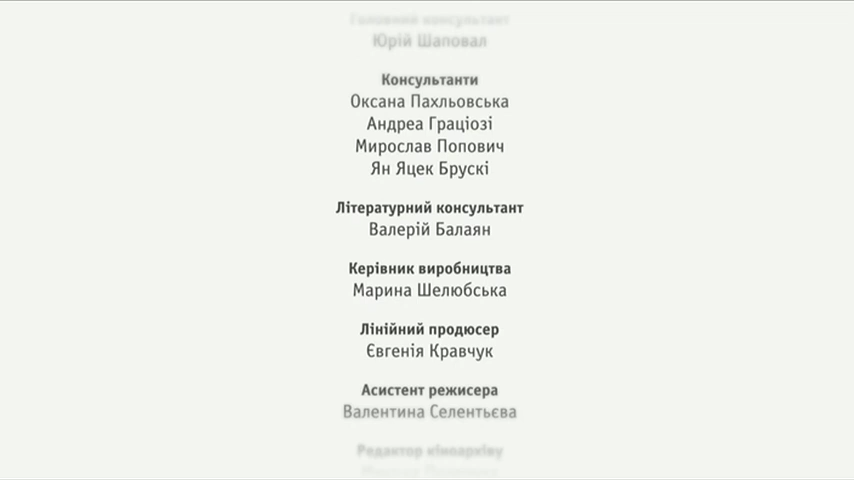 Головний консультант
Юрій Шаповал
Консультанти
Оксана Пахльовська
Андреа Граціозі
Мирослав Попович
Ян Яцек Брускі
Літературний консультант
Валерій Балаян
Керівник виробництва
Марина Шелюбська
Лінійний продюсер
Євгенія Кравчук
Асистент режисера
Валентина Селентьєва
Редактор кіноархіву